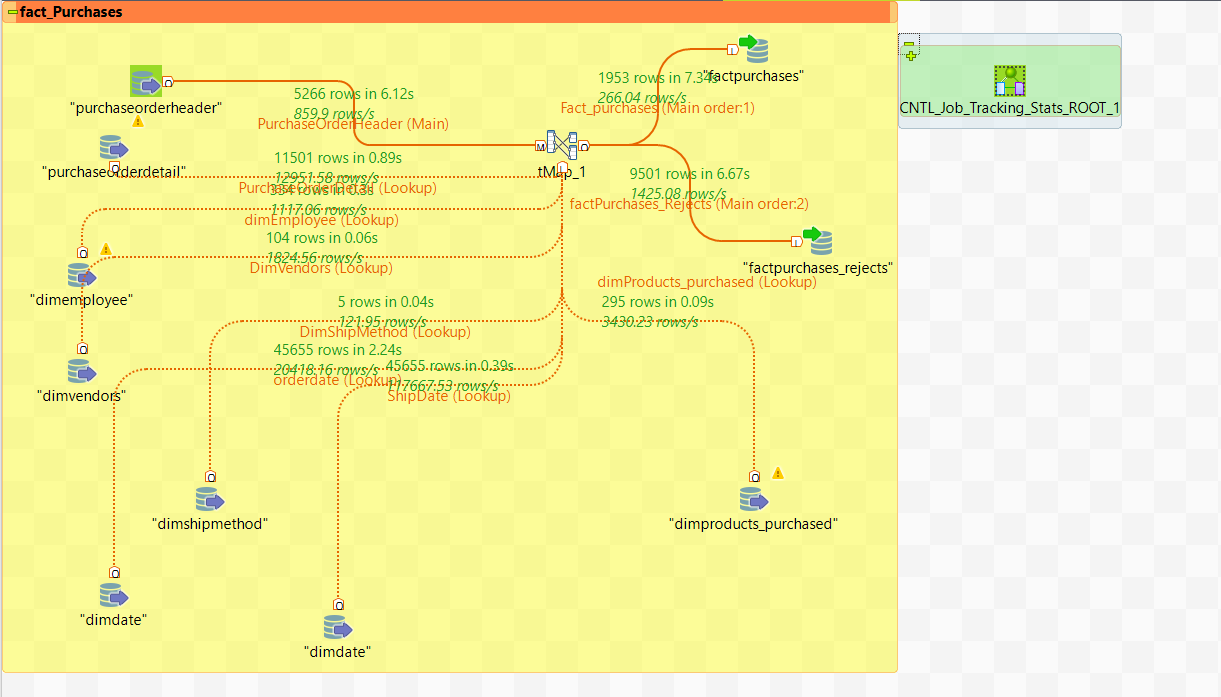 fact_Purchases
"purchaseorderheader"
5266 rows in 6.12s
859.9 rows/s
PurchaseOrderHeader (Main)
1953 rows in 7.34s
266.04 rows/s
Fact_purchases (Main order:1)
"factpurchases"
CNTL_Job_Tracking_Stats_ROOT_1
"purchaseorderdetail"
11501 rows in 0.89s
12951.58 rows/s
PurchaseOrderDetail (Lookup)
tMap_1
9501 rows in 6.67s
1425.08 rows/s
factPurchases_Rejects (Main order:2)
"factpurchases_rejects"
334 rows in 0.3s
1117.06 rows/s
dimEmployee (Lookup)
"dimemployee"
104 rows in 0.06s
1824.56 rows/s
DimVendors (Lookup)
"dimvendors"
5 rows in 0.04s
121.95 rows/s
DimShipMethod (Lookup)
dimProducts_purchased (Lookup)
295 rows in 0.09s
3430.23 rows/s
45655 rows in 2.24s
20418.16 rows/s
orderdate (Lookup)
45655 rows in 0.39s
117667.53 rows/s
ShipDate (Lookup)
"dimshipmethod"
"dimproducts_purchased"
"dimdate"
"dimdate"